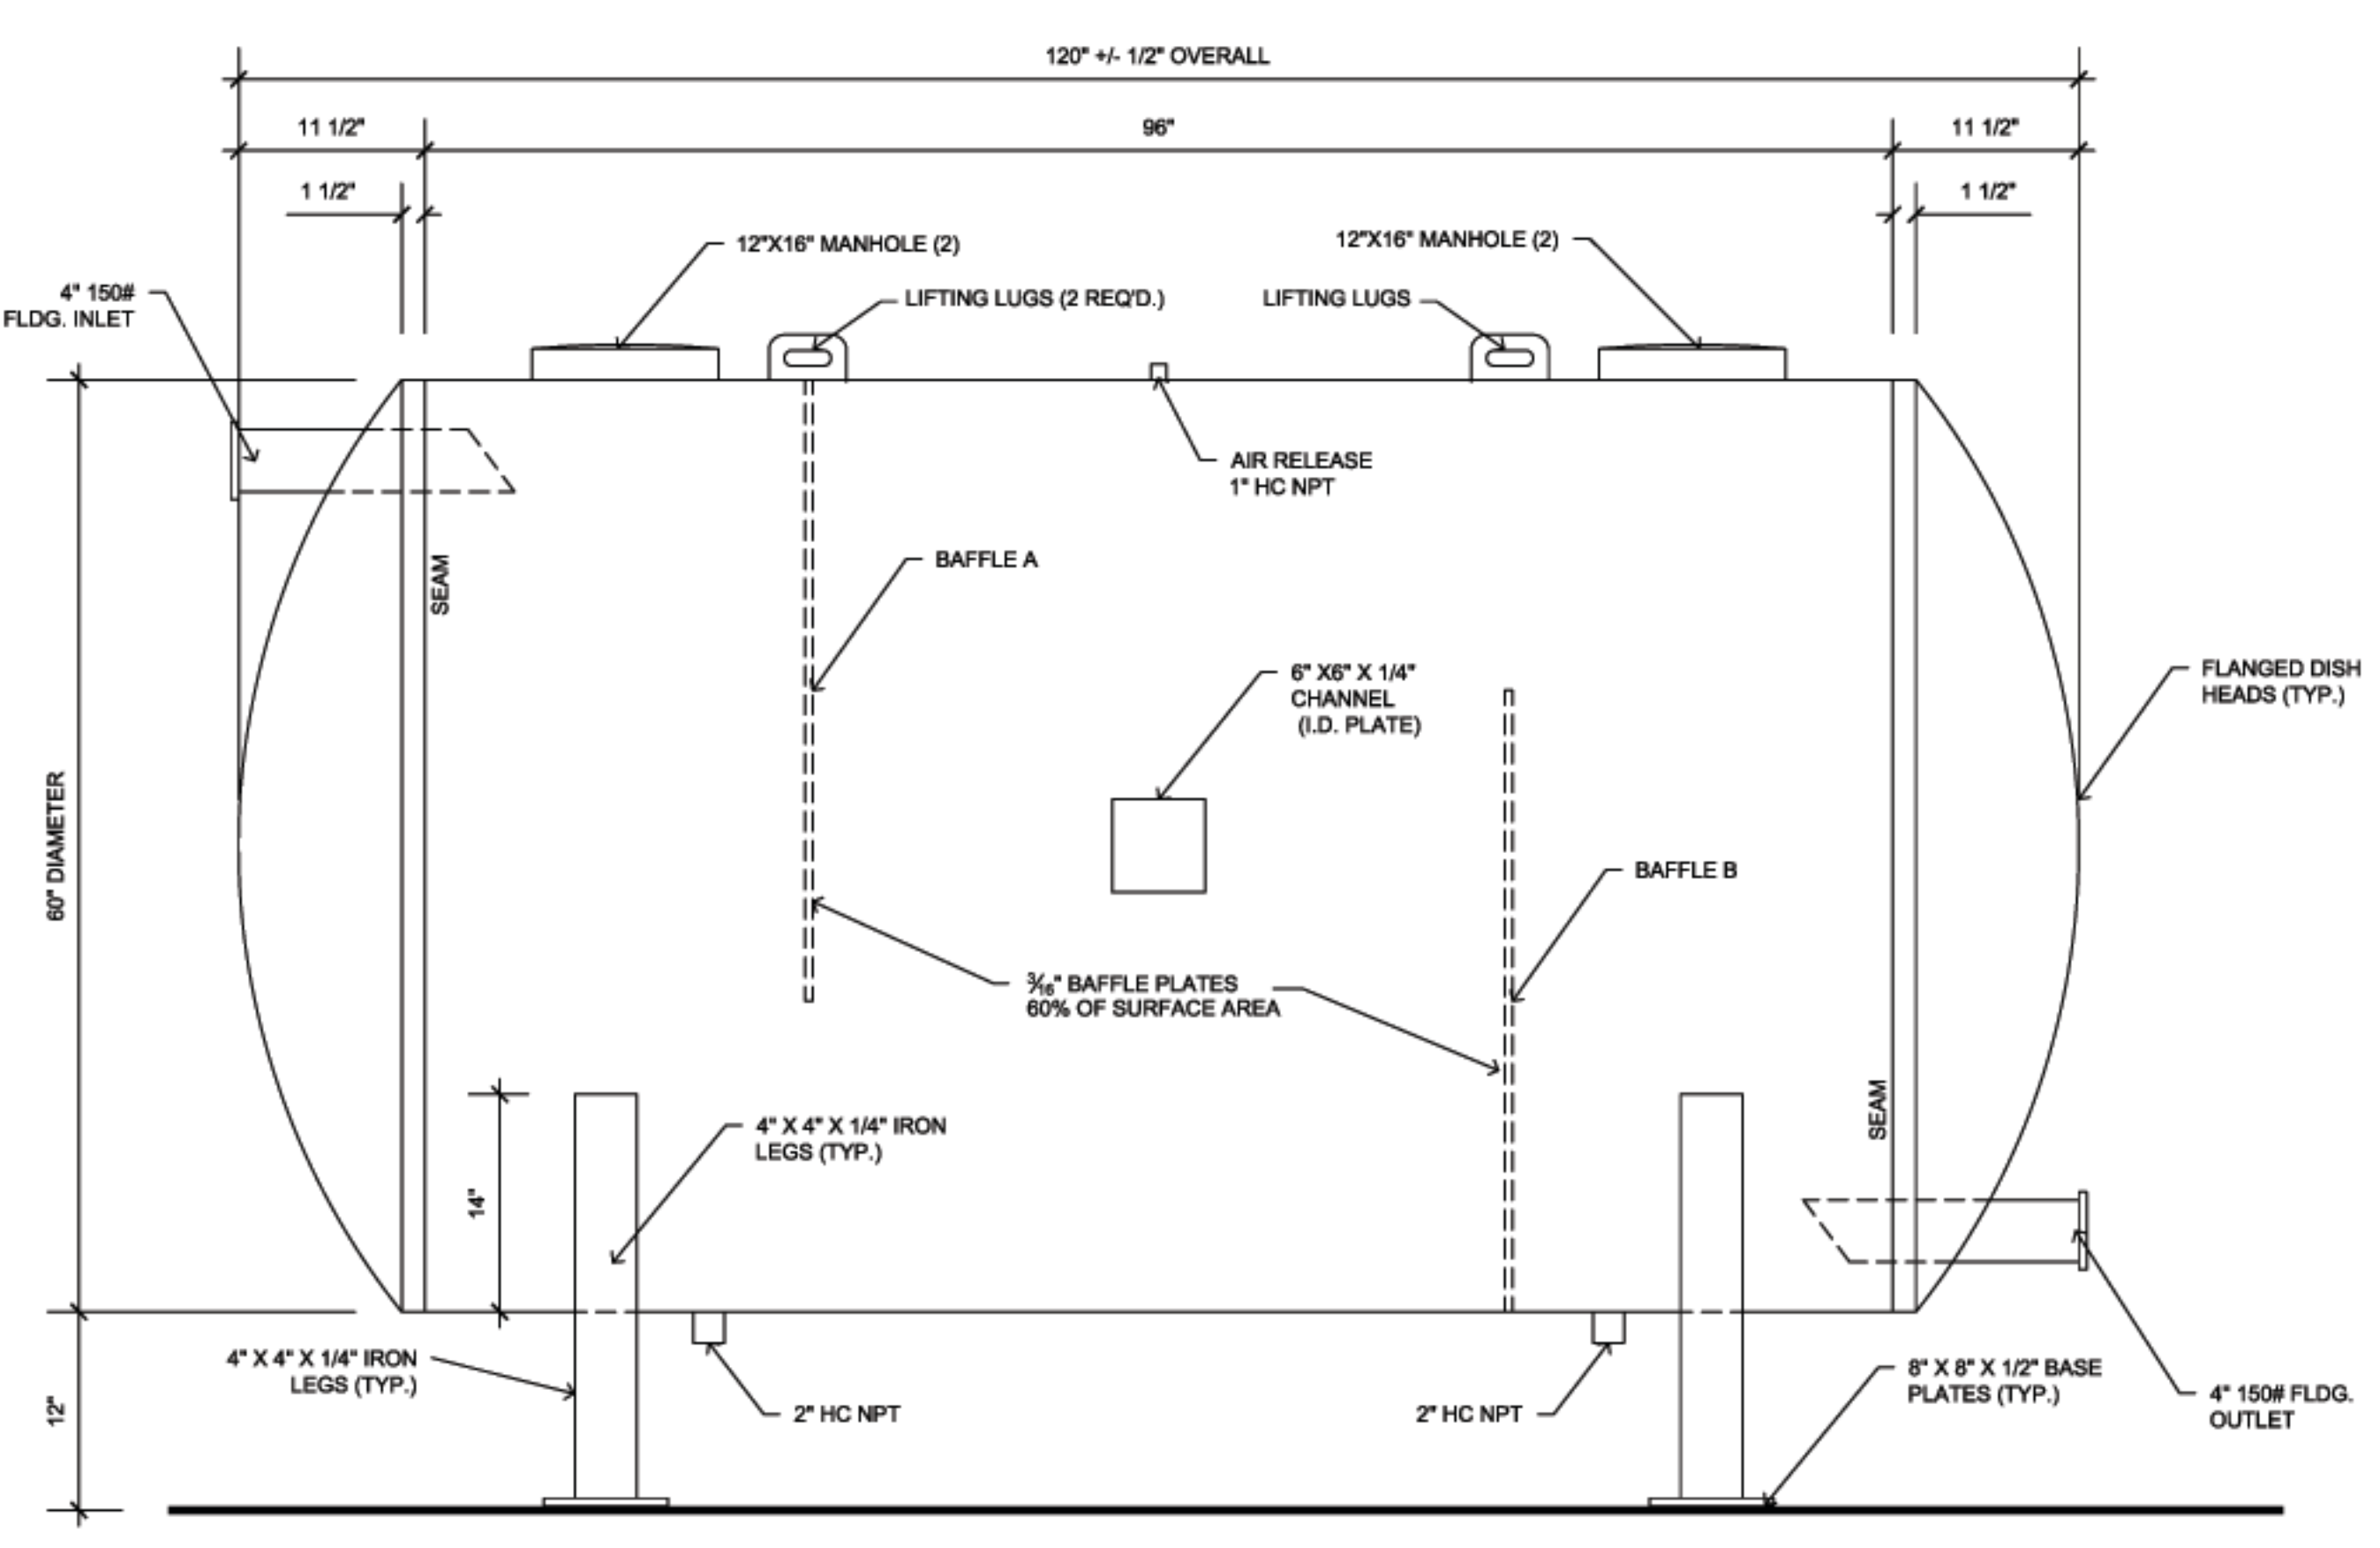 120" +/- 1/2" OVERALL
11 1/2"
96"
11 1/2"
1 1/2"
1 1/2"
12"X16" MANHOLE (2)
12"X16" MANHOLE (2)
4" 150#
FLDG. INLET
LIFTING LUGS (2 REQ'D.)
LIFTING LUGS
AIR RELEASE
1" HC NPT
SEAM
BAFFLE A
6" X6" X 1/4"
CHANNEL
(I.D. PLATE)
FLANGED DISH
HEADS (TYP.)
60" DIAMETER
BAFFLE B
3/16" BAFFLE PLATES
60% OF SURFACE AREA
SEAM
4" X 4" X 1/4" IRON
LEGS (TYP.)
14"
4" X 4" X 1/4" IRON
LEGS (TYP.)
12"
2" HC NPT
2" HC NPT
8" X 8" X 1/2" BASE
PLATES (TYP.)
4" 150# FLDG.
OUTLET